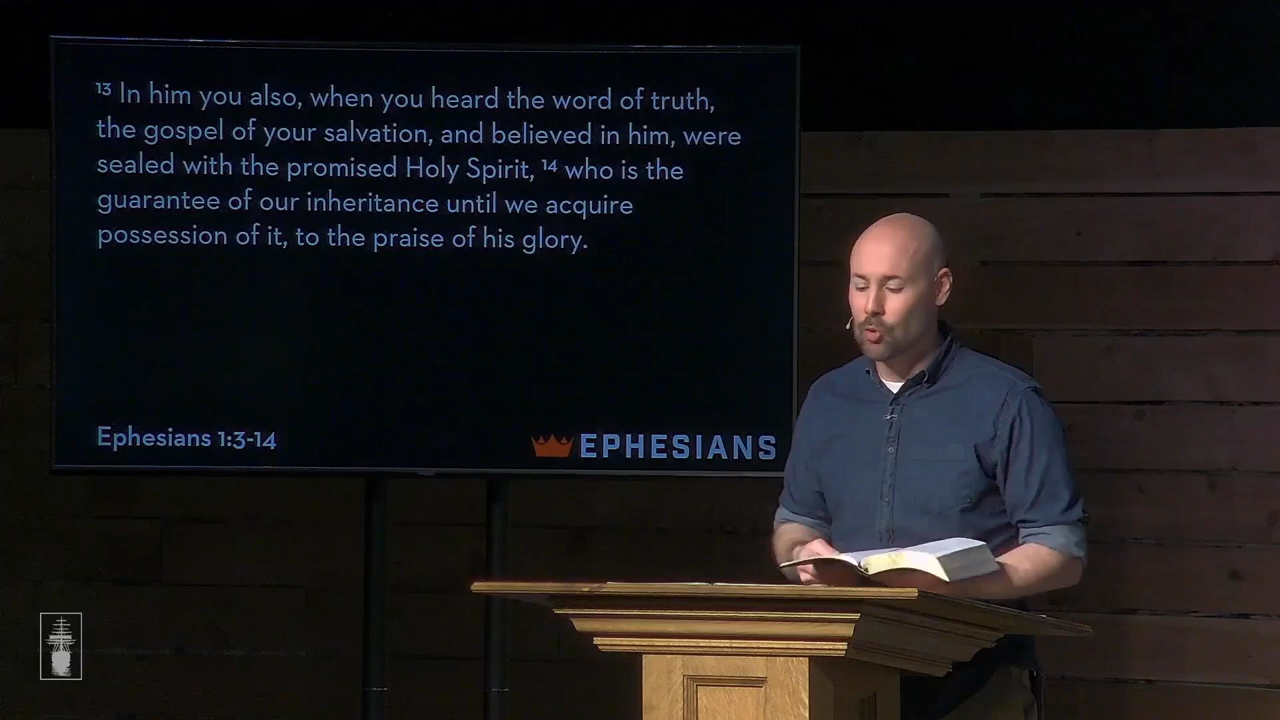 ¹³ In him you also, when you heard the word of truth,
the gospel of your salvation, and believed in him, were
sealed with the promised Holy Spirit, ¹⁴ who is the
guarantee of our inheritance until we acquire
possession of it, to the praise of his glory.
Ephesians 1:3-14
EPHESIANS